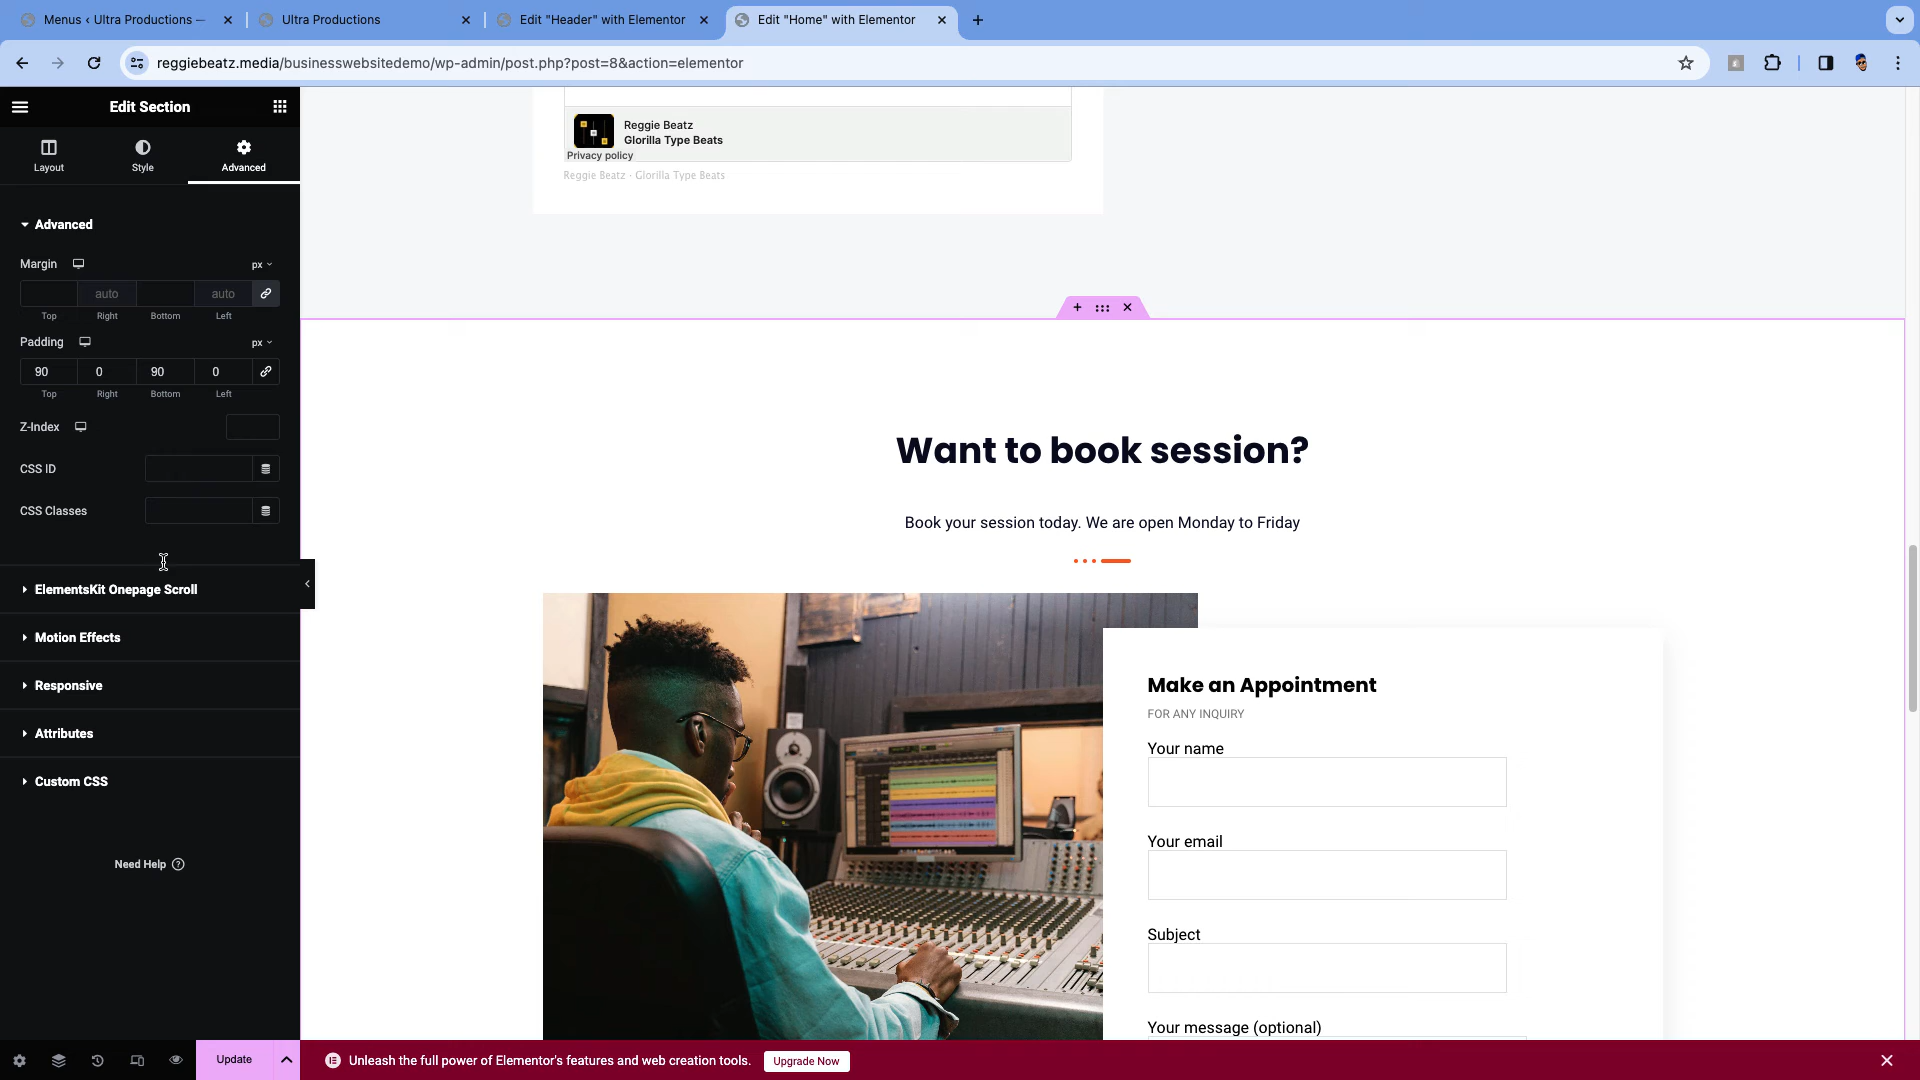 Menus ‹ Ultra Productions —
Ultra Productions
Edit "Header" with Elementor
Edit "Home" with Elementor
reggiebeatz.media/businesswebsitedemo/wp-admin/post.php?post=8&action=elementor
Edit Section
Layout
Style
Advanced
Advanced
Margin
px
auto
auto
Top
Right
Bottom
Left
Padding
px
90
0
90
0
Top
Right
Bottom
Left
Z-Index
CSS ID
CSS Classes
ElementsKit Onepage Scroll
Motion Effects
Responsive
Attributes
Custom CSS
Need Help
Update
Reggie Beatz
Glorilla Type Beats
Privacy policy
Reggie Beatz · Glorilla Type Beats
Want to book session?
Book your session today. We are open Monday to Friday
Make an Appointment
FOR ANY INQUIRY
Your name
Your email
Subject
Your message (optional)
Unleash the full power of Elementor's features and web creation tools.
Upgrade Now